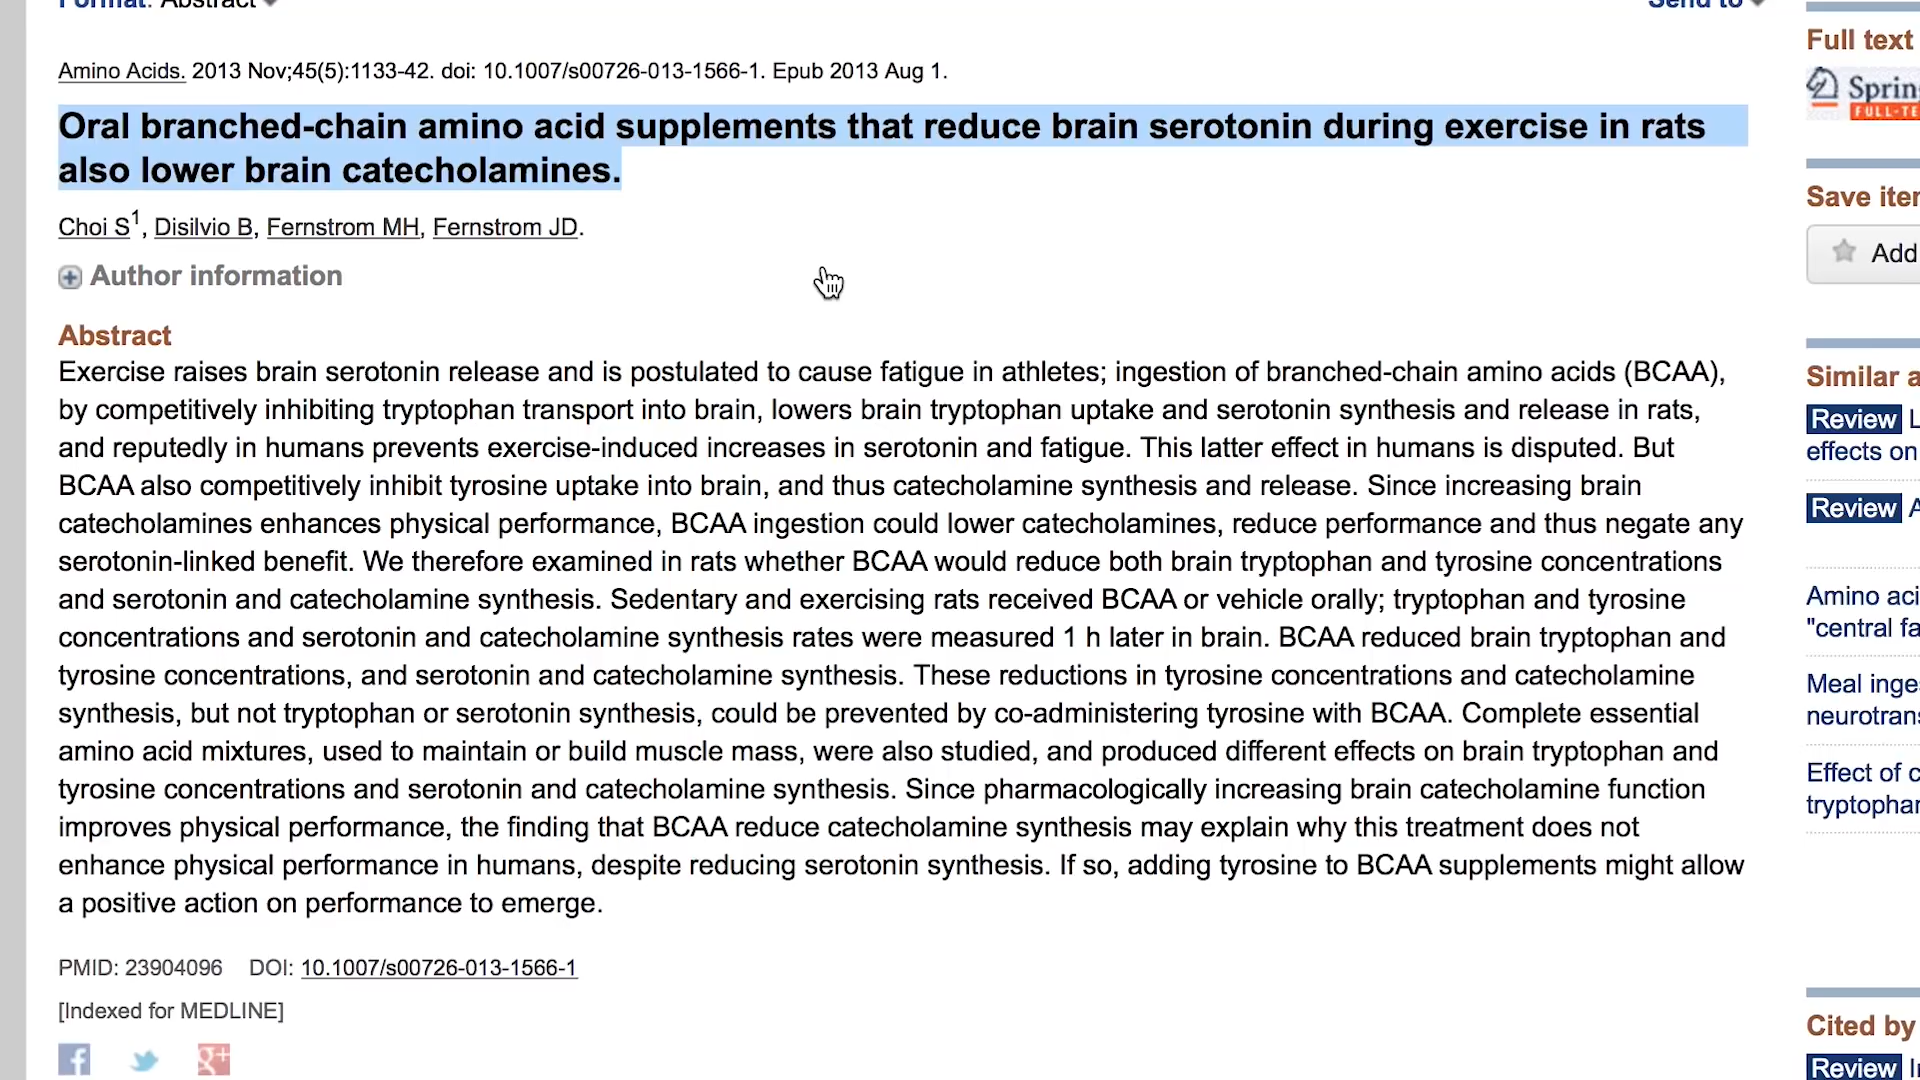 Format: Abstract
Send to
Amino Acids. 2013 Nov;45(5):1133-42. doi: 10.1007/s00726-013-1566-1. Epub 2013 Aug 1.
Oral branched-chain amino acid supplements that reduce brain serotonin during exercise in rats
also lower brain catecholamines.
Choi S1, Disilvio B, Fernstrom MH, Fernstrom JD.
Author information
Abstract
Exercise raises brain serotonin release and is postulated to cause fatigue in athletes; ingestion of branched-chain amino acids (BCAA),
by competitively inhibiting tryptophan transport into brain, lowers brain tryptophan uptake and serotonin synthesis and release in rats,
and reputedly in humans prevents exercise-induced increases in serotonin and fatigue. This latter effect in humans is disputed. But
BCAA also competitively inhibit tyrosine uptake into brain, and thus catecholamine synthesis and release. Since increasing brain
catecholamines enhances physical performance, BCAA ingestion could lower catecholamines, reduce performance and thus negate any
serotonin-linked benefit. We therefore examined in rats whether BCAA would reduce both brain tryptophan and tyrosine concentrations
and serotonin and catecholamine synthesis. Sedentary and exercising rats received BCAA or vehicle orally; tryptophan and tyrosine
concentrations and serotonin and catecholamine synthesis rates were measured 1 h later in brain. BCAA reduced brain tryptophan and
tyrosine concentrations, and serotonin and catecholamine synthesis. These reductions in tyrosine concentrations and catecholamine
synthesis, but not tryptophan or serotonin synthesis, could be prevented by co-administering tyrosine with BCAA. Complete essential
amino acid mixtures, used to maintain or build muscle mass, were also studied, and produced different effects on brain tryptophan and
tyrosine concentrations and serotonin and catecholamine synthesis. Since pharmacologically increasing brain catecholamine function
improves physical performance, the finding that BCAA reduce catecholamine synthesis may explain why this treatment does not
enhance physical performance in humans, despite reducing serotonin synthesis. If so, adding tyrosine to BCAA supplements might allow
a positive action on performance to emerge.
PMID: 23904096 DOI: 10.1007/s00726-013-1566-1
[Indexed for MEDLINE]
Full text
Save
Add
Similar
Review
effects on
Review
Amino
"central
Meal
Effect of
Cited by
Review